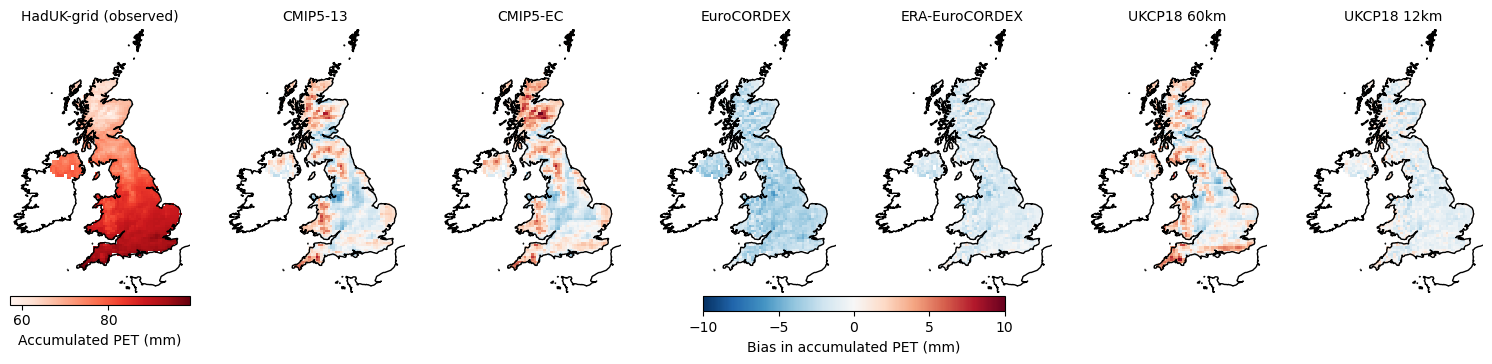 HadUK-grid (observed)
CMIP5-13
CMIP5-EC
EuroCORDEX
ERA-EuroCORDEX
UKCP18 60km
UKCP18 12km
60 80
Accumulated PET (mm)
−10 −5 0 5 10
Bias in accumulated PET (mm)